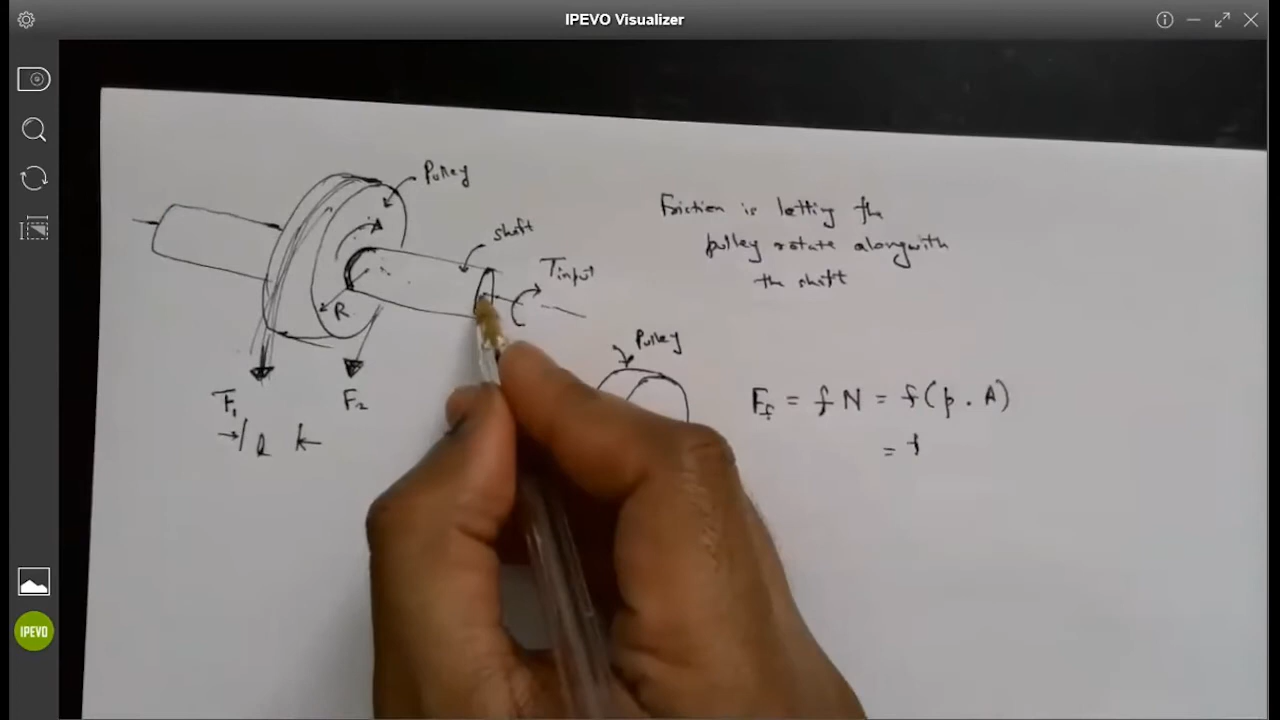 IPEVO Visualizer
Pulley
shaft
Tinput
R
F1
F2
l
Friction is letting the
pulley rotate alongwith
the shaft
Pulley
Ff = f N = f (p . A)
= f
IPEVO